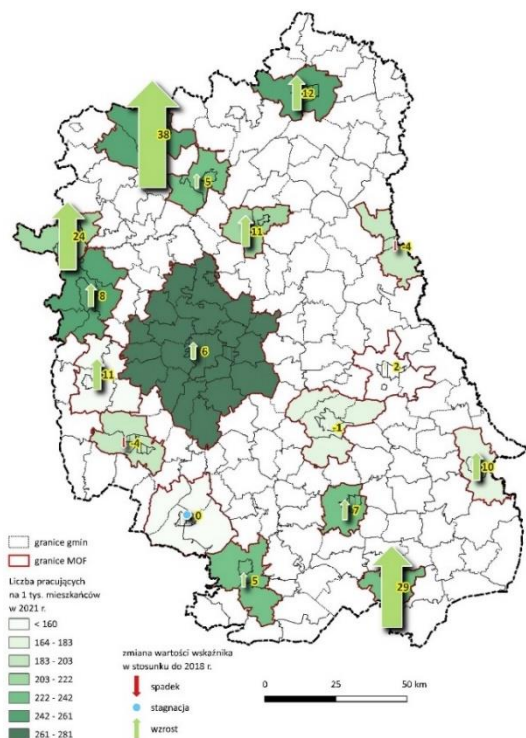 12
38
5
11
-4
24
8
6
2
11
-1
-4
10
0
7
5
29
granice gmin
granice MOF
Liczba pracujących
na 1 tys. mieszkańców
w 2021 r.
< 160
164 - 183
183 - 203
203 - 222
222 - 242
242 - 261
261 - 281
zmiana wartości wskaźnika
w stosunku do 2018 r.
spadek
stagnacja
wzrost
0 25 50 km